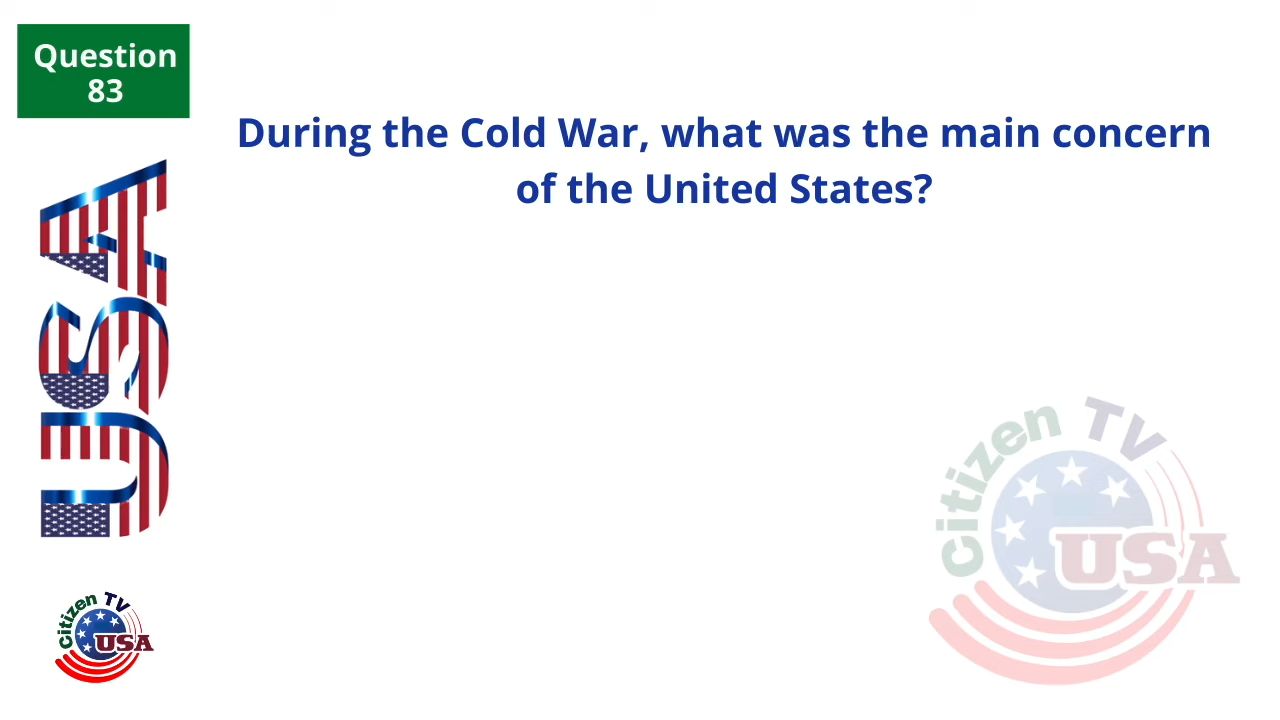 Question
83
During the Cold War, what was the main concern
of the United States?
USA
Citizen TV
USA
Citizen TV
USA